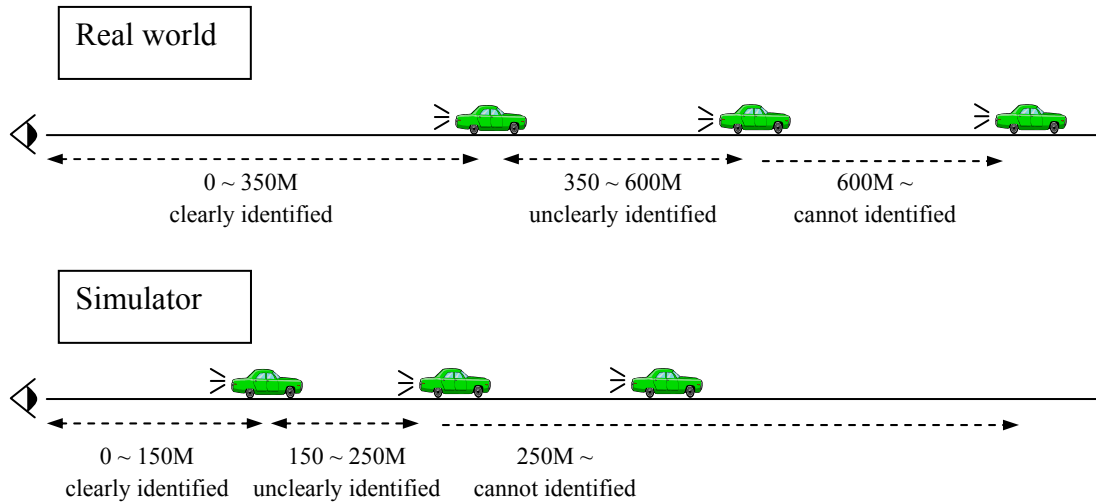 Real world
0 ~ 350M
clearly identified
350 ~ 600M
unclearly identified
600M ~
cannot identified
Simulator
0 ~ 150M
clearly identified
150 ~ 250M
unclearly identified
250M ~
cannot identified